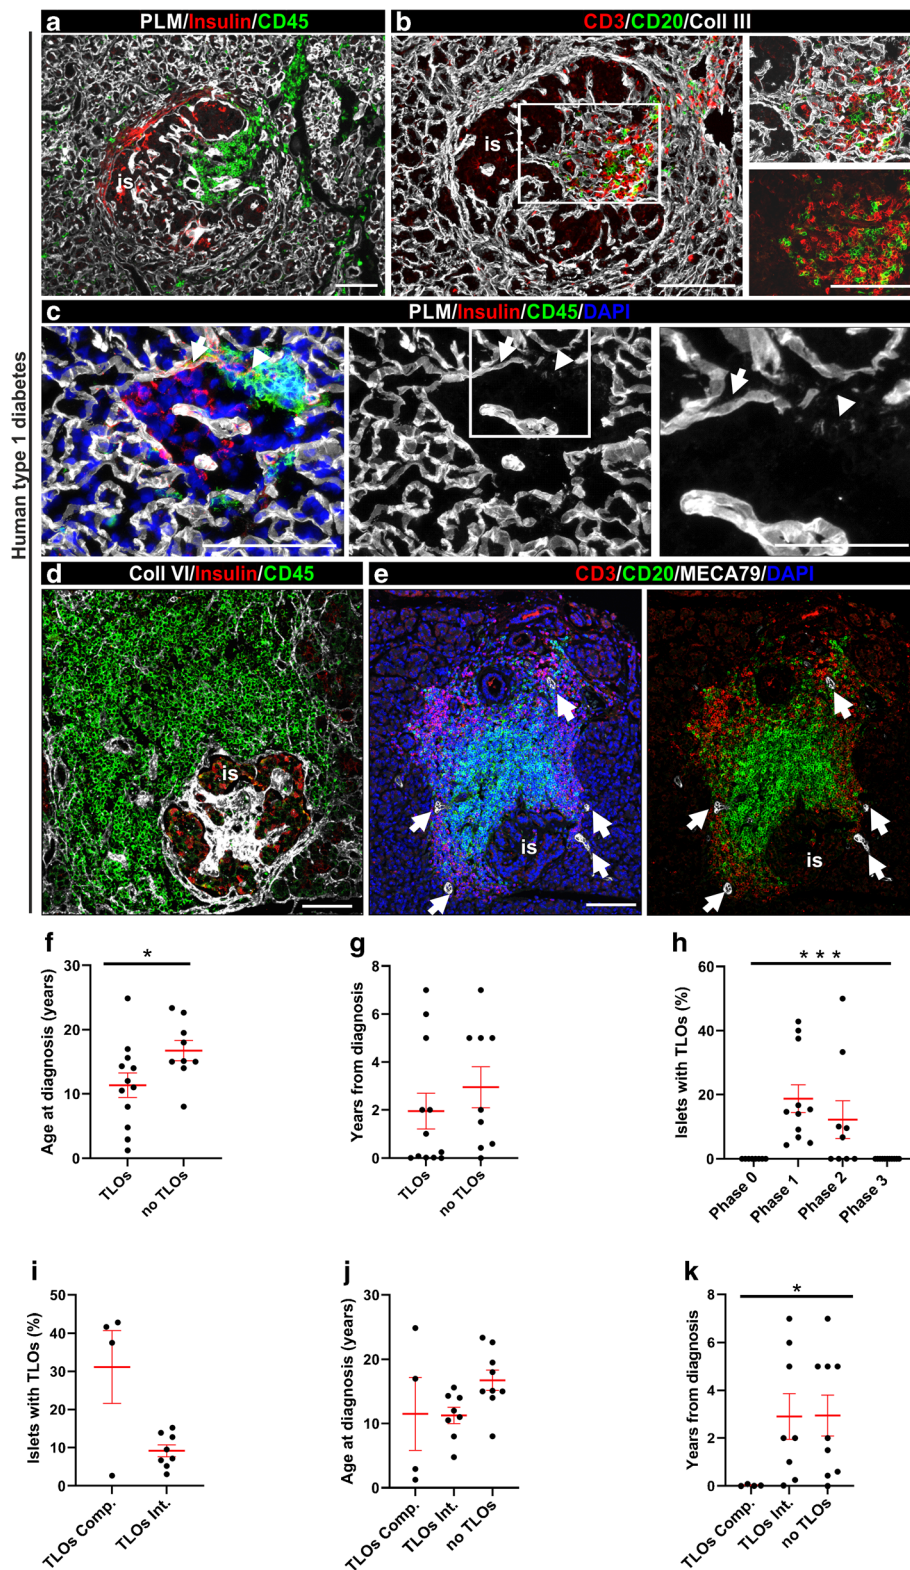 Human type 1 diabetes
a PLM/Insulin/CD45
is
b CD3/CD20/Coll III
is
c PLM/Insulin/CD45/DAPI
d Coll VI/Insulin/CD45
is
e CD3/CD20/MECA79/DAPI
is
is
f
Age at diagnosis (years)
30
20
10
0
*
TLOs
no TLOs
g
Years from diagnosis
8
6
4
2
0
TLOs
no TLOs
h
Islets with TLOs (%)
60
40
20
0
* * *
Phase 0
Phase 1
Phase 2
Phase 3
i
Islets with TLOs (%)
50
40
30
20
10
0
TLOs Comp.
TLOs Int.
j
Age at diagnosis (years)
30
20
10
0
TLOs Comp.
TLOs Int.
no TLOs
k
Years from diagnosis
8
6
4
2
0
*
TLOs Comp.
TLOs Int.
no TLOs